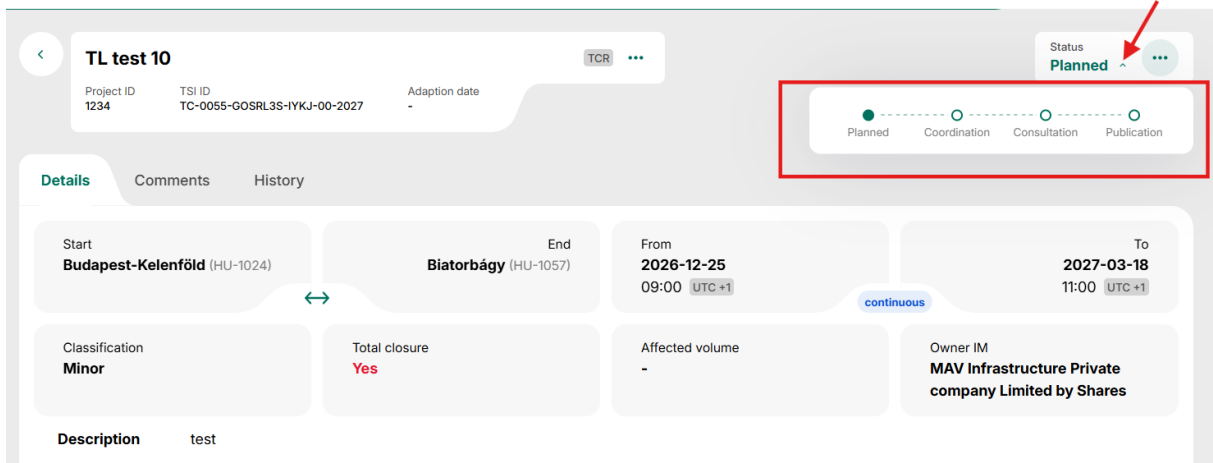 TL test 10
TCR
Status
Planned
Project ID
TSI ID
Adaption date
1234
TC-0055-GOSRL3S-IYKJ-00-2027
-
Planned
Coordination
Consultation
Publication
Details
Comments
History
Start
Budapest-Kelenföld (HU-1024)
End
Biatorbágy (HU-1057)
From
2026-12-25
09:00 UTC +1
To
2027-03-18
11:00 UTC +1
continuous
Classification
Minor
Total closure
Yes
Affected volume
-
Owner IM
MAV Infrastructure Private
company Limited by Shares
Description test